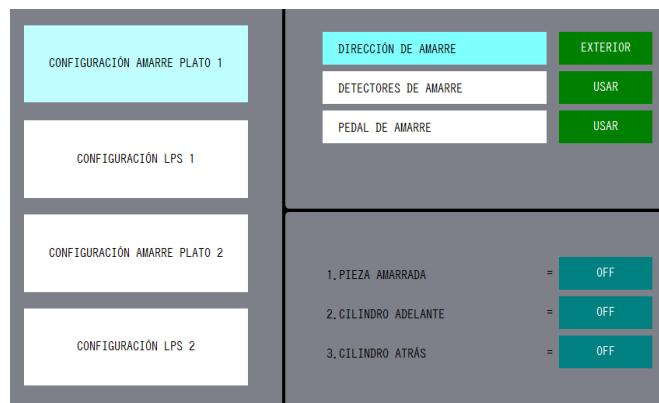 CONFIGURACIÓN AMARRE PLATO 1
CONFIGURACIÓN LPS 1
CONFIGURACIÓN AMARRE PLATO 2
CONFIGURACIÓN LPS 2
DIRECCIÓN DE AMARRE EXTERIOR
DETECTORES DE AMARRE USAR
PEDAL DE AMARRE USAR
1.PIEZA AMARRADA = OFF
2.CILINDRO ADELANTE = OFF
3.CILINDRO ATRÁS = OFF